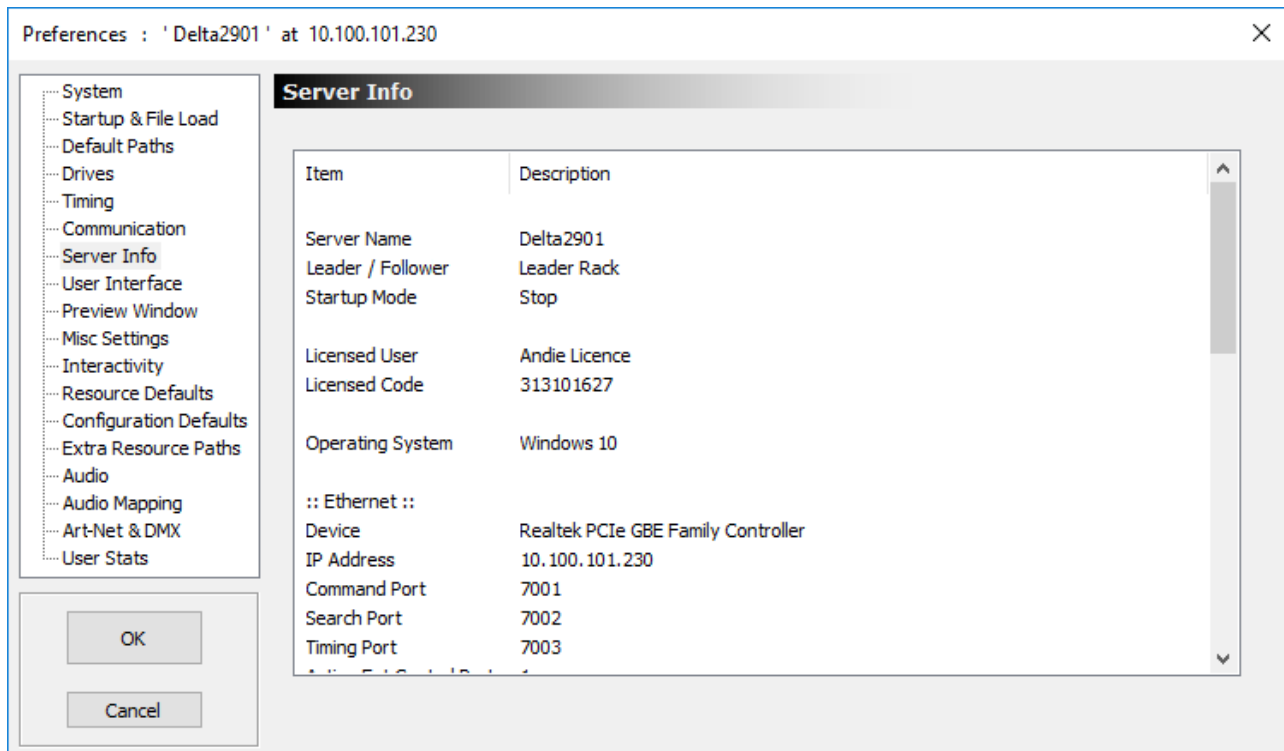 Preferences : ' Delta2901 ' at 10.100.101.230
System
Startup & File Load
Default Paths
Drives
Timing
Communication
Server Info
User Interface
Preview Window
Misc Settings
Interactivity
Resource Defaults
Configuration Defaults
Extra Resource Paths
Audio
Audio Mapping
Art-Net & DMX
User Stats
OK
Cancel
Server Info
Item Description
Server Name Delta2901
Leader / Follower Leader Rack
Startup Mode Stop
Licensed User Andie Licence
Licensed Code 313101627
Operating System Windows 10
:: Ethernet ::
Device Realtek PCIe GBE Family Controller
IP Address 10.100.101.230
Command Port 7001
Search Port 7002
Timing Port 7003